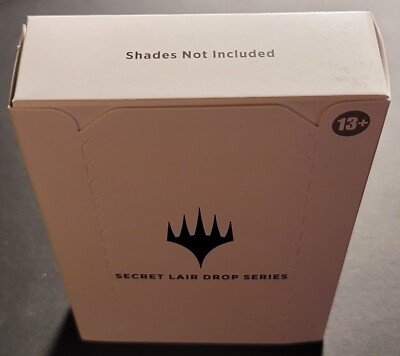 Shades Not Included
13+
SECRET LAIR DROP SERIES